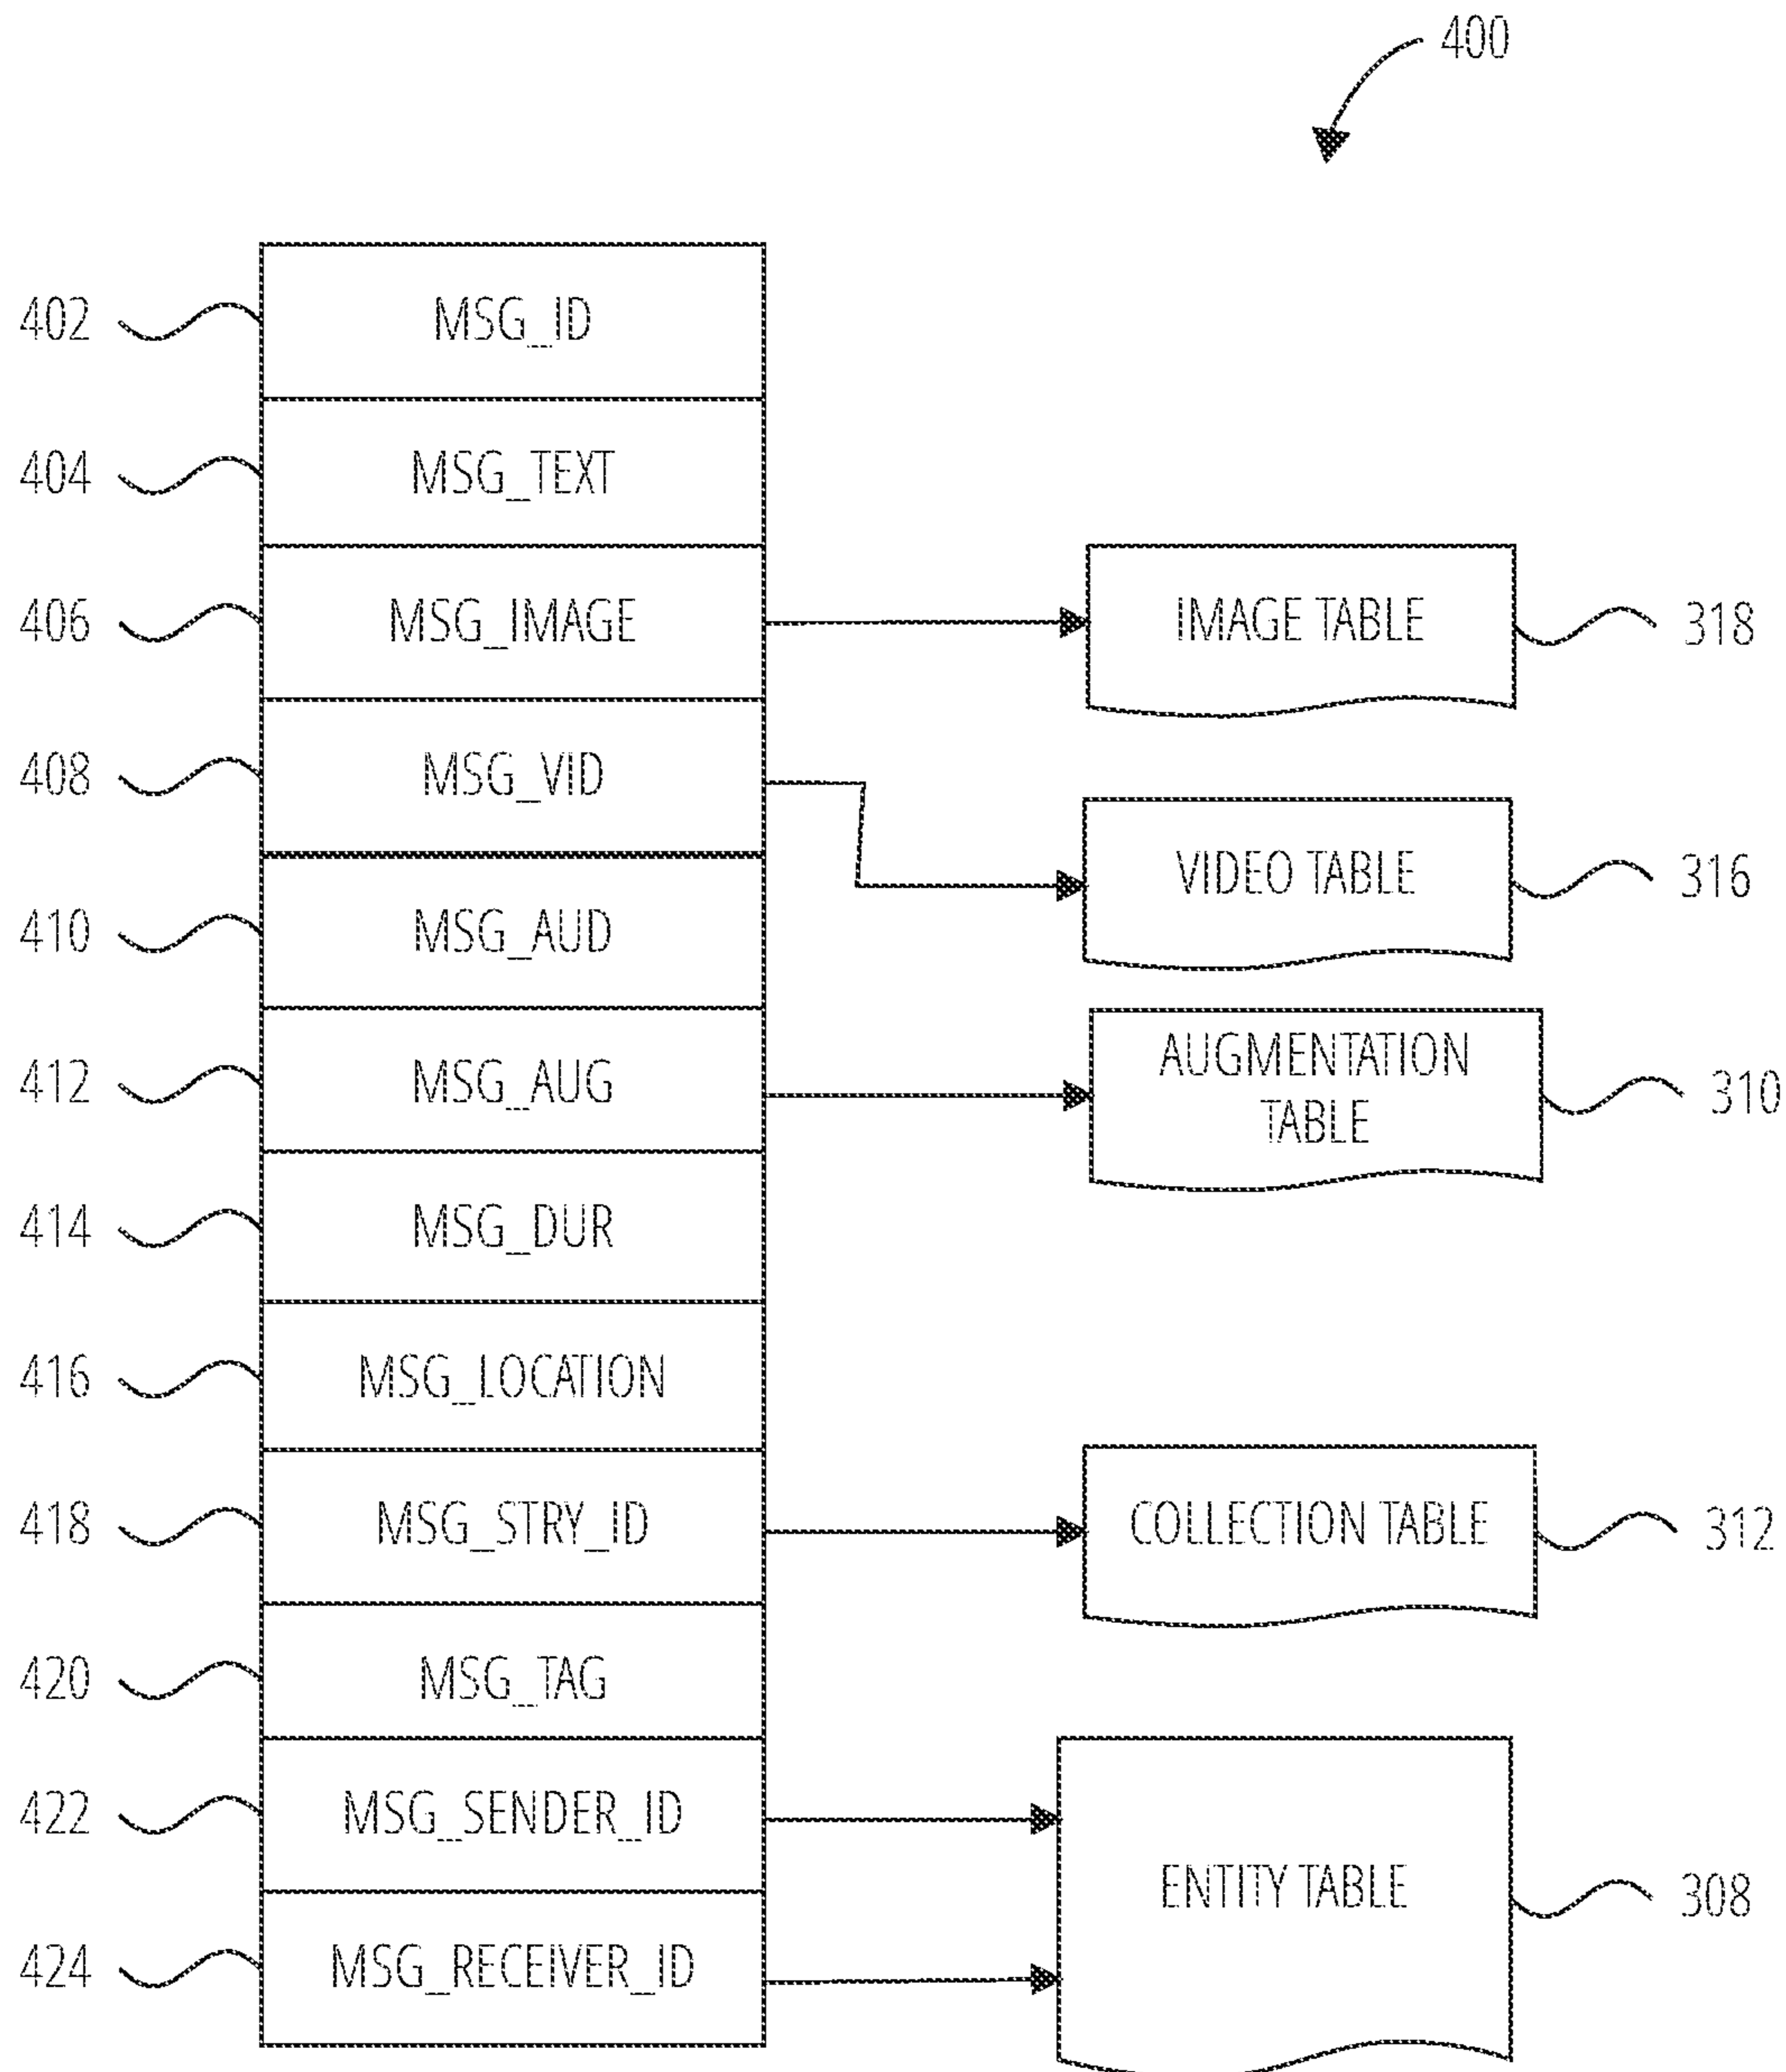 400
402 MSG_ID
404 MSG_TEXT
406 MSG_IMAGE IMAGE TABLE 318
408 MSG_VID
VIDEO TABLE 316
410 MSG_AUD
412 MSG_AUG AUGMENTATION TABLE 310
414 MSG_DUR
416 MSG_LOCATION
418 MSG_STRY_ID COLLECTION TABLE 312
420 MSG_TAG
422 MSG_SENDER_ID
ENTITY TABLE 308
424 MSG_RECEIVER_ID